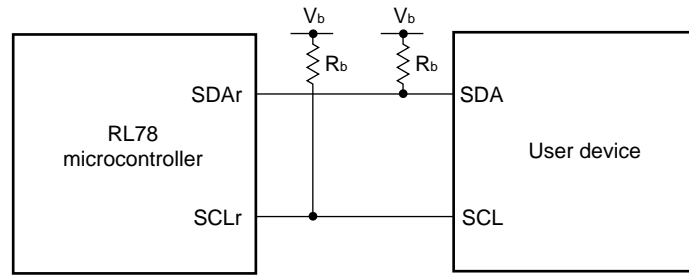 Vb Vb
Rb Rb
SDAr SDA
RL78
microcontroller
User device
SCLr SCL